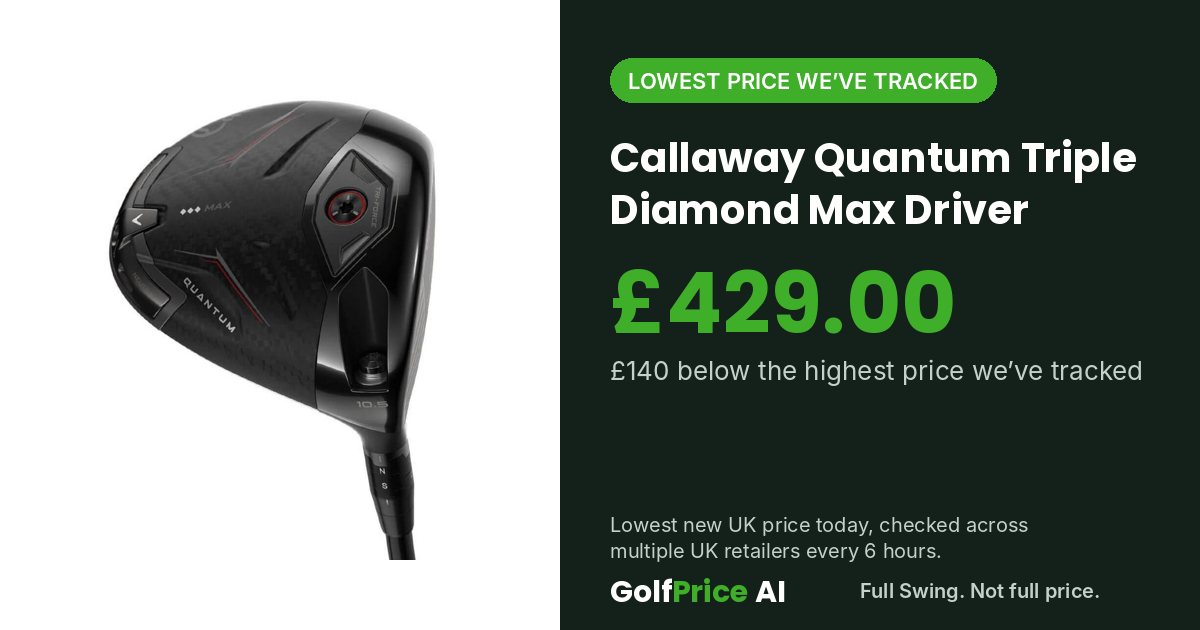 MAX
TRI-FORCE
QUANTUM
10.5
N
S
LOWEST PRICE WE’VE TRACKED
Callaway Quantum Triple
Diamond Max Driver
£429.00
£140 below the highest price we’ve tracked
Lowest new UK price today, checked across
multiple UK retailers every 6 hours.
GolfPrice AI
Full Swing. Not full price.